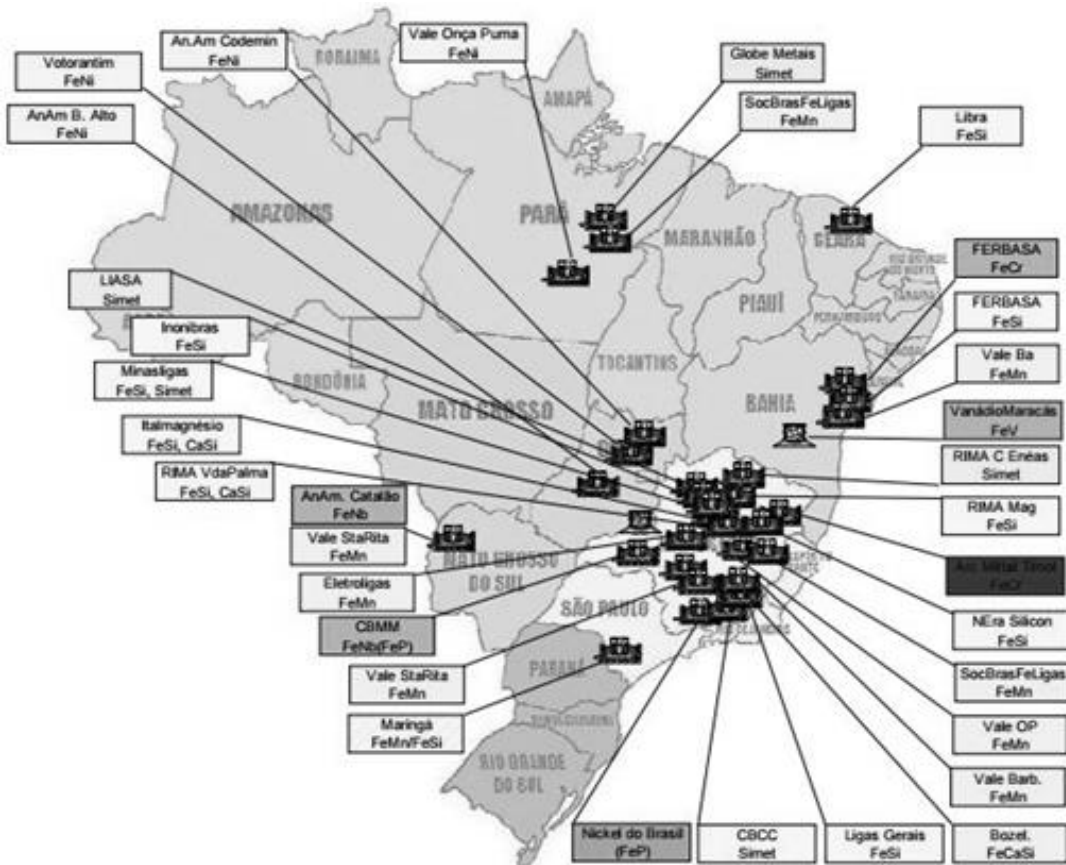 Votorantim
FeNi
An.Am Codemin
FeNi
Vale Onça Puma
FeNi
Globe Metais
Simet
AnAm B. Alto
FeNi
SocBrasFeLigas
FeMn
Libra
FeSi
RORAIMA
AMAPÁ
AMAZONAS
PARÁ
MARANHÃO
CEARÁ
PIAUÍ
TOCANTINS
RONDÔNIA
MATO GROSSO
BAHIA
MATO GROSSO
DO SUL
SÃO PAULO
PARANÁ
RIO GRANDE
DO SUL
FERBASA
FeCr
FERBASA
FeSi
Vale Ba
FeMn
VanádioMaracás
FeV
RIMA C Enéas
Simet
RIMA Mag
FeSi
FeCr
NEra Silicon
FeSi
SocBrasFeLigas
FeMn
Vale OP
FeMn
Vale Barb.
FeMn
Bozel.
FeCaSi
LIASA
Simet
Inonibras
FeSi
Minasligas
FeSi, Simet
Italmagnésio
FeSi, CaSi
RIMA VdaPalma
FeSi, CaSi
AnAm. Catalão
FeNb
Vale StaRita
FeMn
Eletroligas
FeMn
CBMM
FeNb(FeP)
Vale StaRita
FeMn
Maringá
FeMn/FeSi
Nickel do Brasil
(FeP)
CBCC
Simet
Ligas Gerais
FeSi